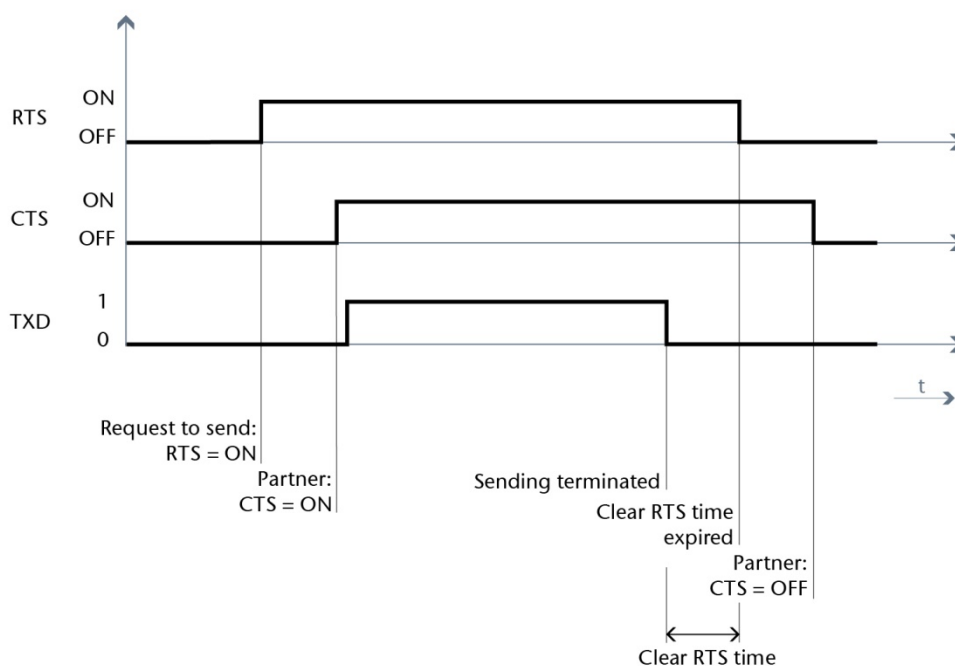 RTS
ON
OFF
CTS
ON
OFF
TXD
1
0
t
Request to send:
RTS = ON
Partner:
CTS = ON
Sending terminated
Clear RTS time
expired
Partner:
CTS = OFF
Clear RTS time